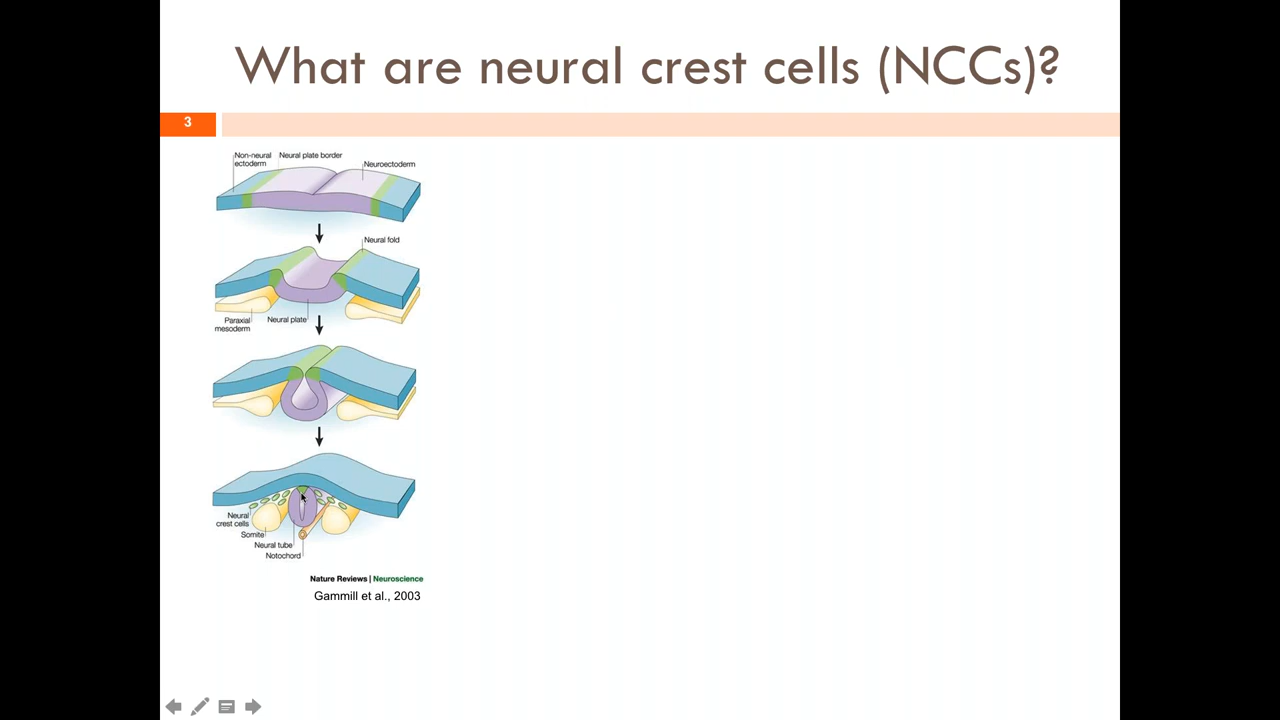 What are neural crest cells (NCCs)?
3
Non-neural
ectoderm
Neural plate border
Neuroectoderm
Neural fold
Paraxial
mesoderm
Neural plate
Neural
crest cells
Somite
Neural tube
Notochord
Nature Reviews | Neuroscience
Gammill et al., 2003